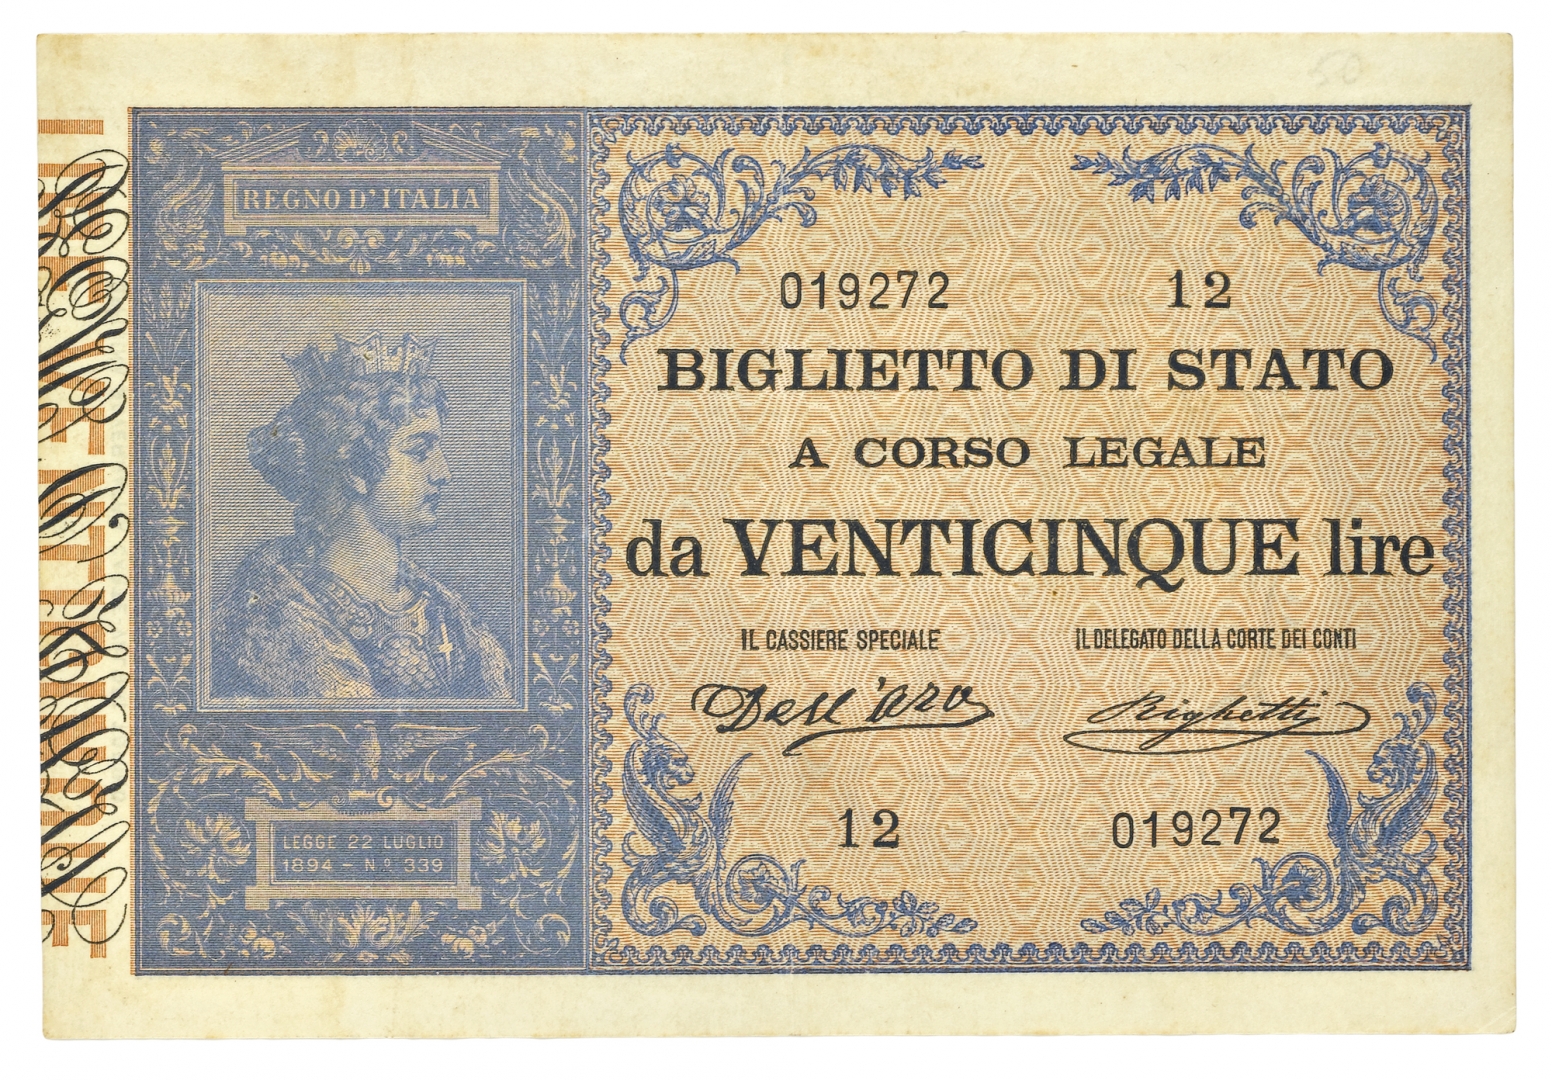 REGNO D'ITALIA
019272 12
BIGLIETTO DI STATO
A CORSO LEGALE
da VENTICINQUE lire
IL CASSIERE SPECIALE
IL DELEGATO DELLA CORTE DEI CONTI
Dell'Ara
Righetti
12 019272
LEGGE 22 LUGLIO
1894 - N.º 339
50